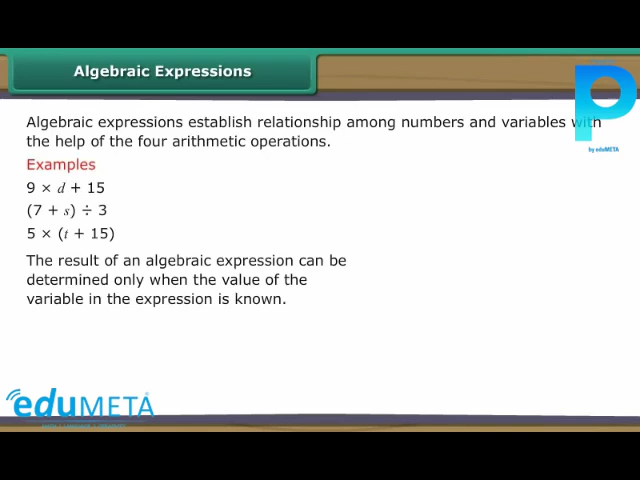 Algebraic Expressions
Algebraic expressions establish relationship among numbers and variables with
the help of the four arithmetic operations.
Examples
9 × d + 15
(7 + s) ÷ 3
5 × (t + 15)
The result of an algebraic expression can be
determined only when the value of the
variable in the expression is known.
P
by eduMETA
eduMETA